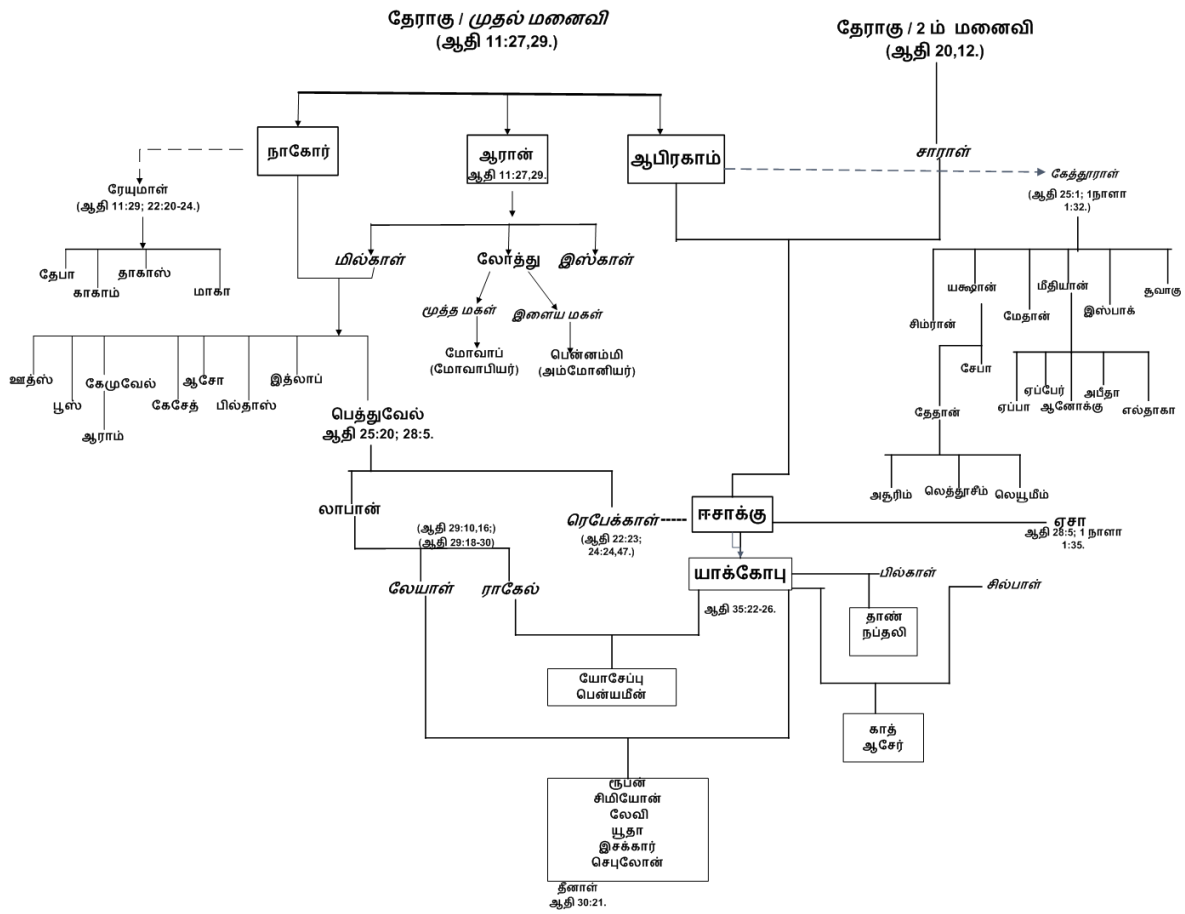 தேராகு / முதல் மனைவி
(ஆதி 11:27,29.)
தேராகு / 2 ம் மனைவி
(ஆதி 20,12.)
நாகோர்
ஆரான்
ஆதி 11:27,29.
ஆபிரகாம்
சாராள்
கேத்தூராள்
(ஆதி 25:1; 1நாளா
1:32.)
ரேயுமாள்
(ஆதி 11:29; 22:20-24.)
தேபா
காகாம்
தாகாஸ்
மாகா
மில்காள்
லோத்து
இஸ்காள்
மூத்த மகள்
இளைய மகள்
மோவாப்
(மோவாபியர்)
பென்னம்மி
(அம்மோனியர்)
சிம்ரான்
யக்ஷான்
மேதான்
மீதியான்
இஸ்பாக்
சூவாகு
சேபா
தேதான்
ஏப்பா
ஏப்பேர்
ஆனோக்கு
அபீதா
எல்தாகா
அசூரிம்
லெத்தூசீம்
லெயூமீம்
ஊத்ஸ்
பூஸ்
கேமுவேல்
ஆராம்
கேசேத்
ஆசோ
பில்தாஸ்
இத்லாப்
பெத்துவேல்
ஆதி 25:20; 28:5.
லாபான்
(ஆதி 29:10,16;)
(ஆதி 29:18-30)
ரெபேக்காள்
(ஆதி 22:23;
24:24,47.)
ஈசாக்கு
ஏசா
ஆதி 28:5; 1 நாளா
1:35.
லேயாள்
ராகேல்
யாக்கோபு
ஆதி 35:22-26.
பில்காள்
சில்பாள்
தாண்
நப்தலி
யோசேப்பு
பென்யமீன்
காத்
ஆசேர்
ரூபன்
சிமியோன்
லேவி
யூதா
இசக்கார்
செபுலோன்
தீனாள்
ஆதி 30:21.